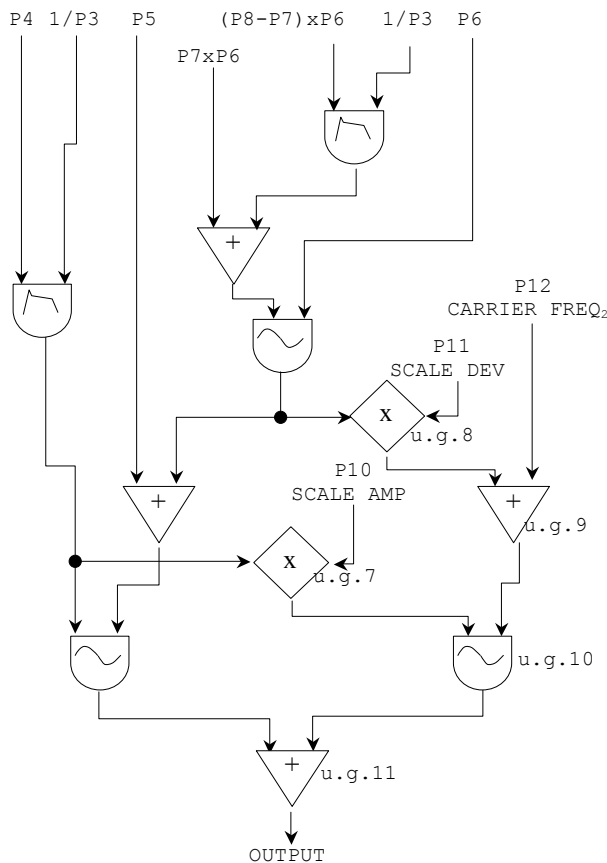 P4 1/P3 P5 (P8-P7)xP6 1/P3 P6
P7xP6
+
P12
CARRIER FREQ2
P11
SCALE DEV
x
u.g.8
P10
SCALE AMP
+
+
u.g.9
x
u.g.7
u.g.10
+
u.g.11
OUTPUT